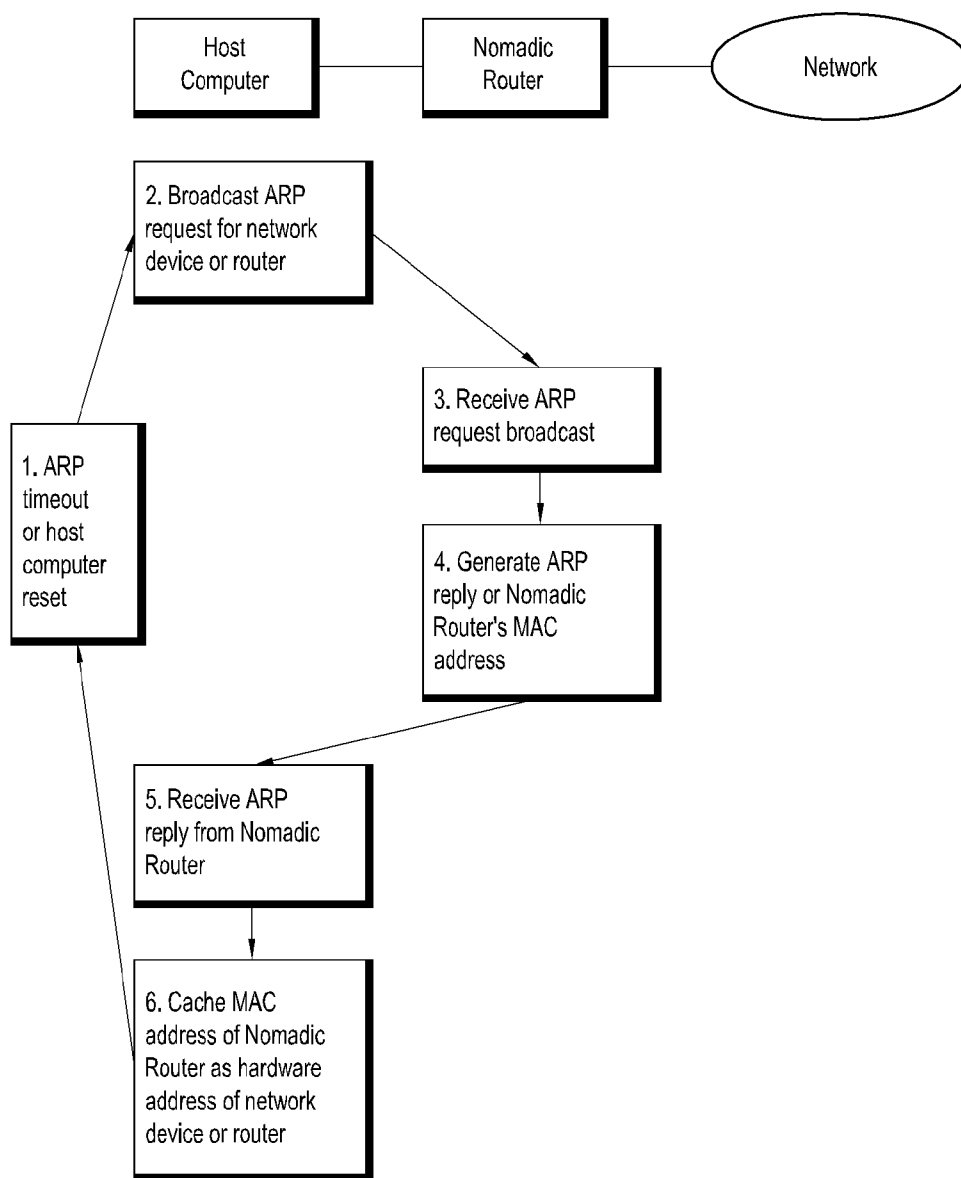 Host
Computer
Nomadic
Router
Network
2. Broadcast ARP
request for network
device or router
3. Receive ARP
request broadcast
1. ARP
timeout
or host
computer
reset
4. Generate ARP
reply or Nomadic
Router's MAC
address
5. Receive ARP
reply from Nomadic
Router
6. Cache MAC
address of Nomadic
Router as hardware
address of network
device or router